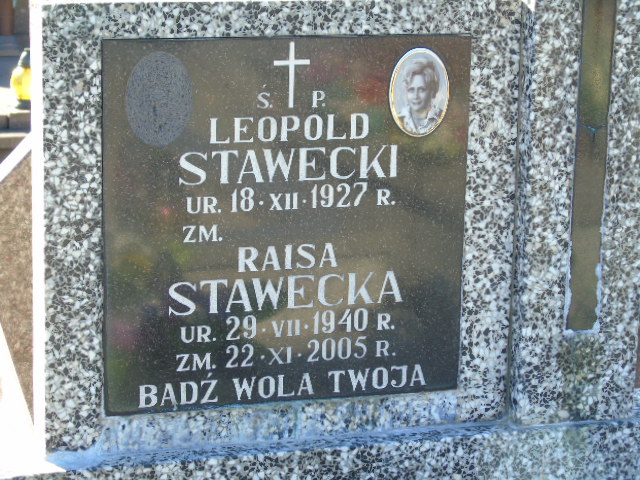 Ś. P.
LEOPOLD
STAWECKI
UR. 18·XII·1927 R.
ZM.
RAISA
STAWECKA
UR. 29·VII·1940 R.
ZM. 22·XI·2005 R.
BĄDŹ WOLA TWOJA